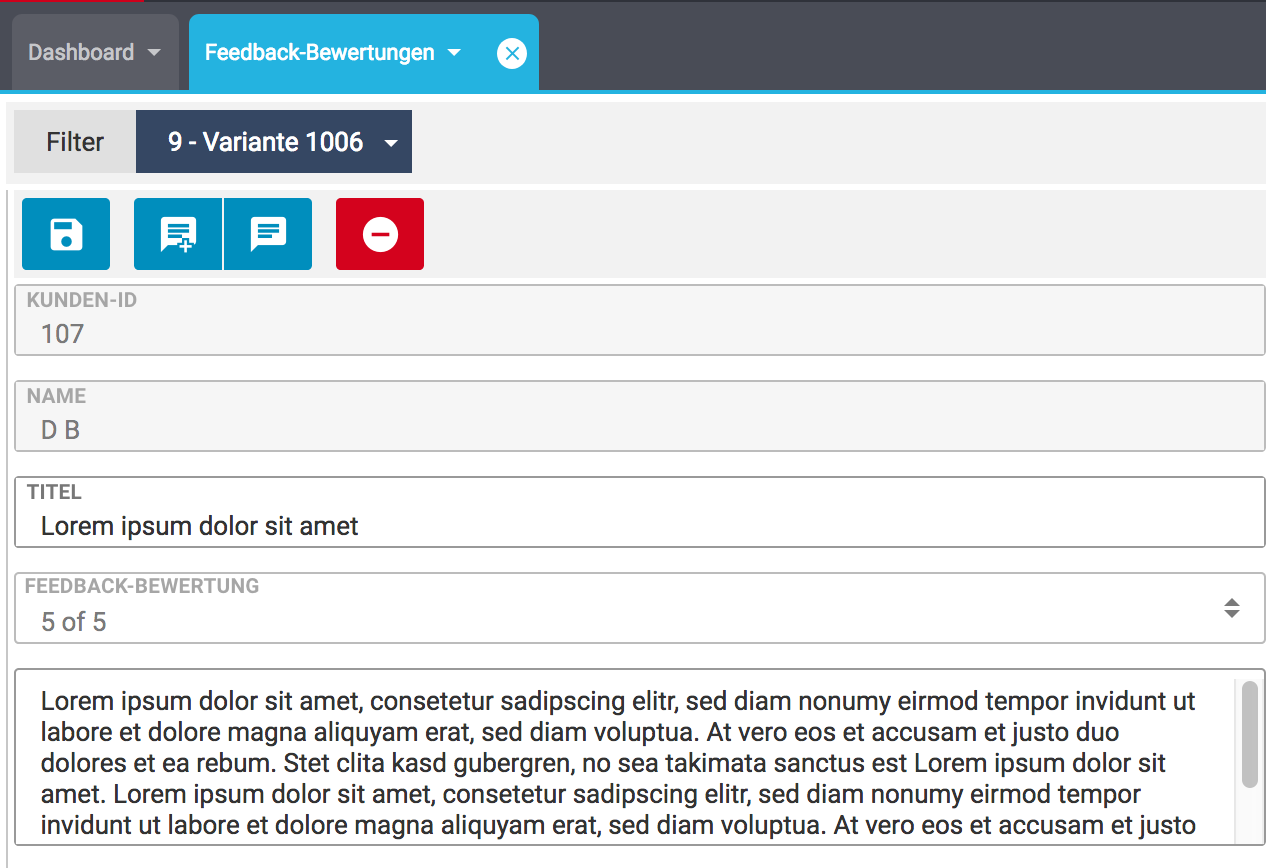 Dashboard
Feedback-Bewertungen
Filter
9 - Variante 1006
KUNDEN-ID
107
NAME
D B
TITEL
Lorem ipsum dolor sit amet
FEEDBACK-BEWERTUNG
5 of 5
Lorem ipsum dolor sit amet, consetetur sadipscing elitr, sed diam nonumy eirmod tempor invidunt ut
labore et dolore magna aliquyam erat, sed diam voluptua. At vero eos et accusam et justo duo
dolores et ea rebum. Stet clita kasd gubergren, no sea takimata sanctus est Lorem ipsum dolor sit
amet. Lorem ipsum dolor sit amet, consetetur sadipscing elitr, sed diam nonumy eirmod tempor
invidunt ut labore et dolore magna aliquyam erat, sed diam voluptua. At vero eos et accusam et justo